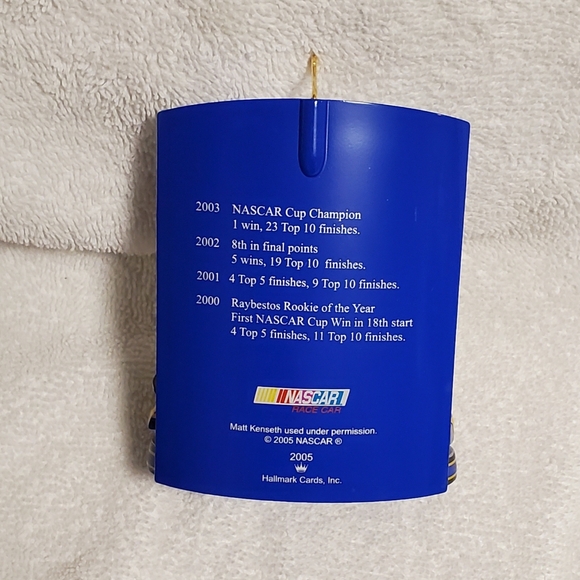 2003 NASCAR Cup Champion
1 win, 23 Top 10 finishes.
2002 8th in final points
5 wins, 19 Top 10 finishes.
2001 4 Top 5 finishes, 9 Top 10 finishes.
2000 Raybestos Rookie of the Year
First NASCAR Cup Win in 18th start
4 Top 5 finishes, 11 Top 10 finishes.
NASCAR
RACE CAR
Matt Kenseth used under permission.
© 2005 NASCAR ®
2005
Hallmark Cards, Inc.